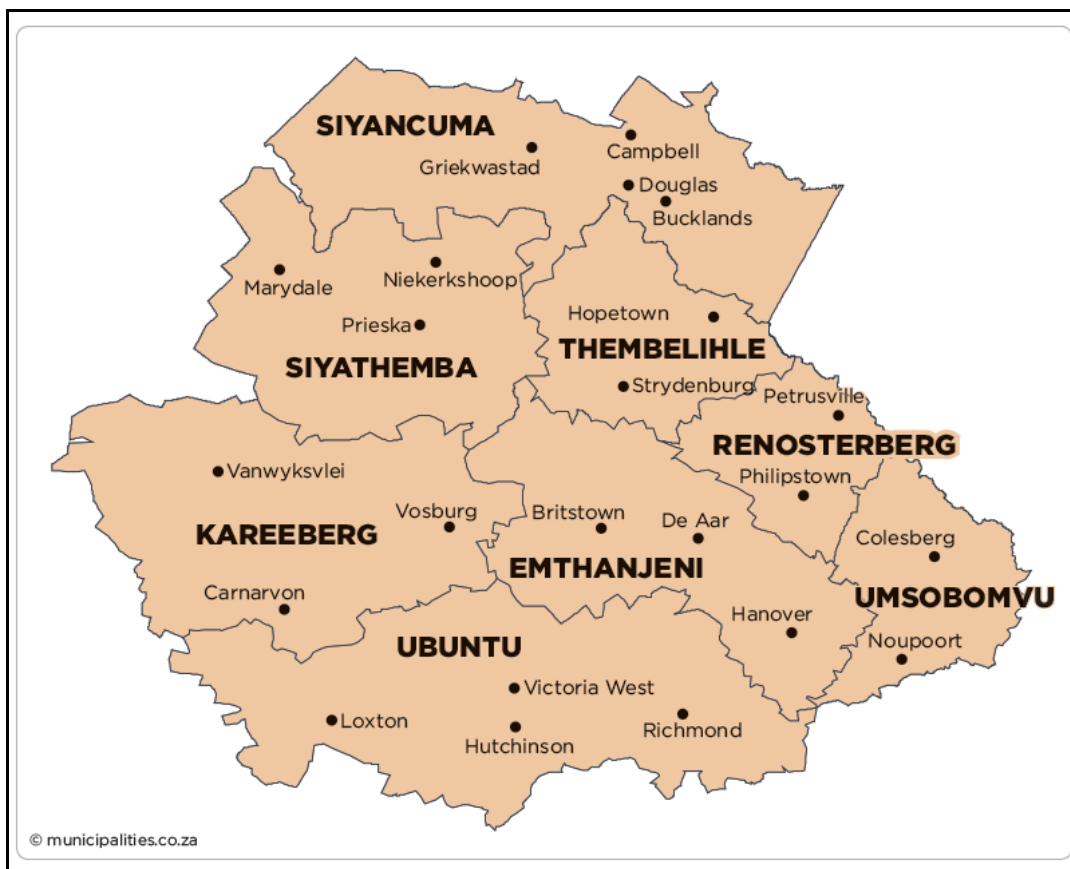 SIYANCUMA
Campbell
Griekwastad
Douglas
Bucklands
Niekerkshoop
Marydale
Hopetown
Prieska
THEMBELIHLE
SIYATHEMBA
Strydenburg
Petrusville
RENOSTERBERG
Vanwyksvlei
Philipstown
Vosburg
Britstown
De Aar
KAREEBERG
Colesberg
EMTHANJENI
Carnarvon
UMSOBOMVU
Hanover
UBUNTU
Noupoort
Victoria West
Loxton
Richmond
Hutchinson
© municipalities.co.za